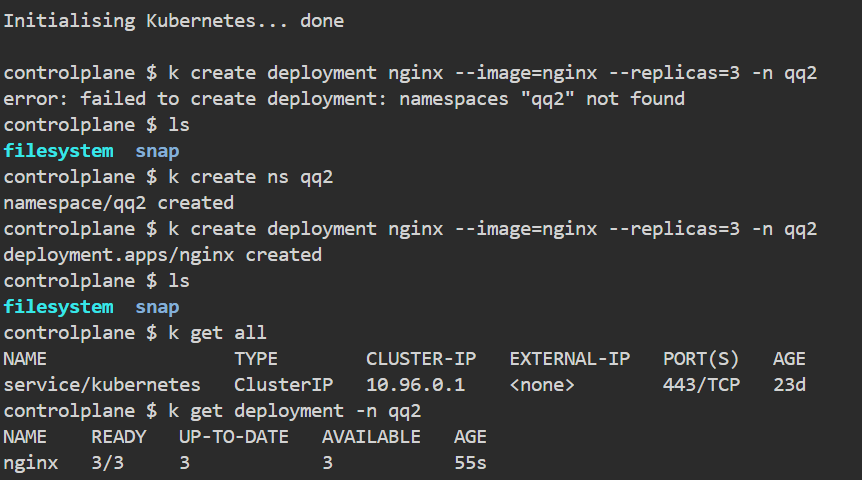 Initialising Kubernetes... done
controlplane $ k create deployment nginx --image=nginx --replicas=3 -n qq2
error: failed to create deployment: namespaces "qq2" not found
controlplane $ ls
filesystem  snap
controlplane $ k create ns qq2
namespace/qq2 created
controlplane $ k create deployment nginx --image=nginx --replicas=3 -n qq2
deployment.apps/nginx created
controlplane $ ls
filesystem  snap
controlplane $ k get all
NAME                 TYPE        CLUSTER-IP   EXTERNAL-IP   PORT(S)   AGE
service/kubernetes   ClusterIP   10.96.0.1    <none>        443/TCP   23d
controlplane $ k get deployment -n qq2
NAME    READY   UP-TO-DATE   AVAILABLE   AGE
nginx   3/3     3            3           55s